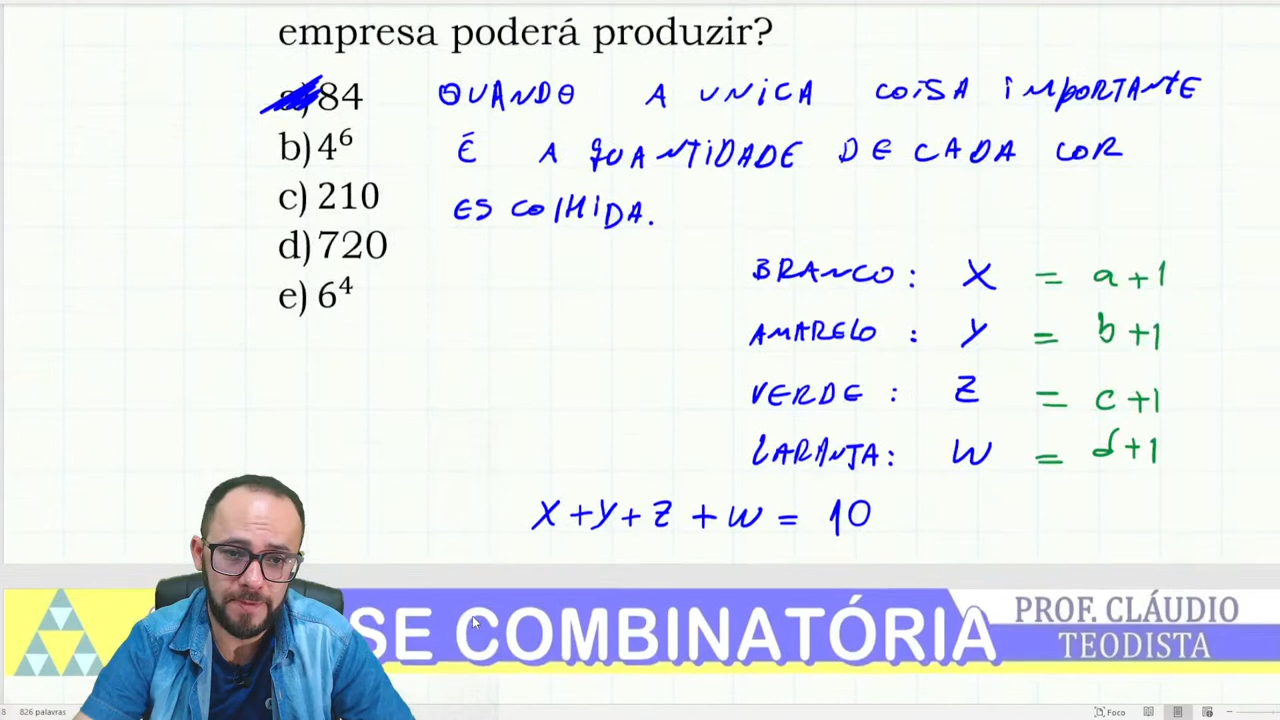 empresa poderá produzir?
a) 84
b) 4⁶
c) 210
d) 720
e) 6⁴
QUANDO A UNICA COISA IMPORTANTE
É A QUANTIDADE DE CADA COR
ESCOLHIDA.
BRANCO: X = a+1
AMARELO: Y = b+1
VERDE: Z = c+1
LARANJA: W = d+1
X+Y+Z+W = 10
SE COMBINATÓRIA
PROF. CLÁUDIO
TEODISTA
8 826 palavras
Foco